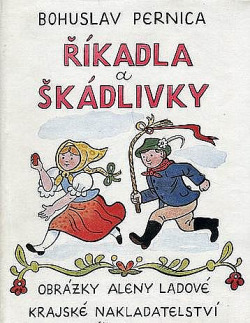 BOHUSLAV PERNICA
ŘÍKADLA
a
ŠKÁDLIVKY
OBRÁZKY ALENY LADOVÉ
KRAJSKÉ NAKLADATELSTVÍ